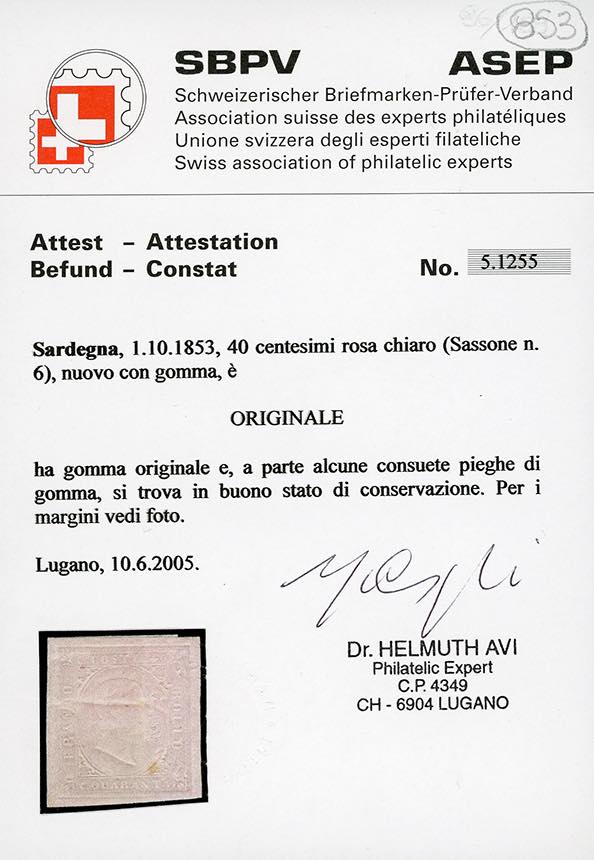 853
SBPV ASEP
Schweizerischer Briefmarken-Prüfer-Verband
Association suisse des experts philatéliques
Unione svizzera degli esperti filateliche
Swiss association of philatelic experts
Attest – Attestation
Befund – Constat
No. 5.1255
Sardegna, 1.10.1853, 40 centesimi rosa chiaro (Sassone n.
6), nuovo con gomma, è
ORIGINALE
ha gomma originale e, a parte alcune consuete pieghe di
gomma, si trova in buono stato di conservazione. Per i
margini vedi foto.
Lugano, 10.6.2005.
Dr. HELMUTH AVI
Philatelic Expert
C.P. 4349
CH - 6904 LUGANO